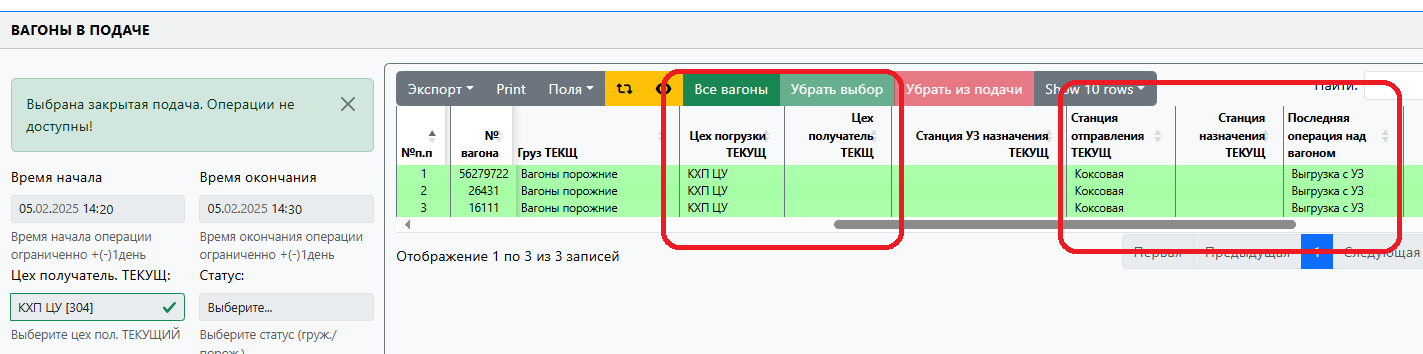 ВАГОНЫ В ПОДАЧЕ
Выбрана закрытая подача. Операции не
доступны!
Время начала
Время окончания
05.02.2025 14:20
05.02.2025 14:30
Время начала операции
ограниченно +(-)1день
Время окончания операции
ограниченно +(-)1день
Цех получатель. ТЕКУЩ:
Статус:
КХП ЦУ [304]
Выберите...
Выберите цех пол. ТЕКУЩИЙ
Выберите статус (груж./
порож.)
Экспорт Print Поля Все вагоны Убрать выбор Убрать из подачи Show 10 rows Найти:
№п.п
№
вагона
Груз ТЕКЩ
Цех погрузки
ТЕКУЩ
Цех
получатель
ТЕКЩ
Станция УЗ назначения
ТЕКУЩ
Станция
отправления
ТЕКУЩ
Станция
назначения
ТЕКУЩ
Последняя
операция над
вагоном
1 56279722 Вагоны порожние КХП ЦУ Коксовая Выгрузка с УЗ
2 26431 Вагоны порожние КХП ЦУ Коксовая Выгрузка с УЗ
3 16111 Вагоны порожние КХП ЦУ Коксовая Выгрузка с УЗ
Отображение 1 по 3 из 3 записей
Первая Предыдущая 1 Следующая